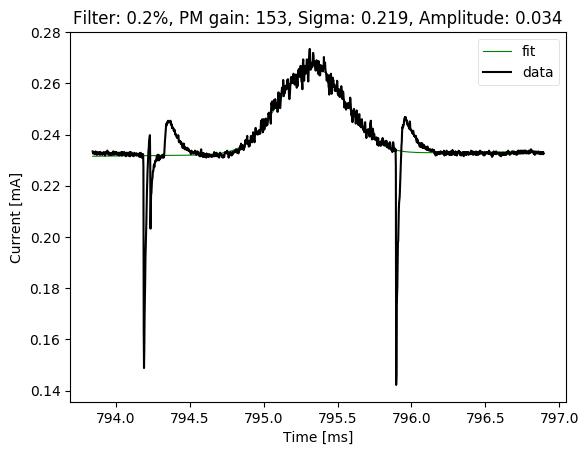 Filter: 0.2%, PM gain: 153, Sigma: 0.219, Amplitude: 0.034
0.28
fit
data
0.26
0.24
0.22
Current [mA]
0.20
0.18
0.16
0.14
794.0 794.5 795.0 795.5 796.0 796.5 797.0
Time [ms]